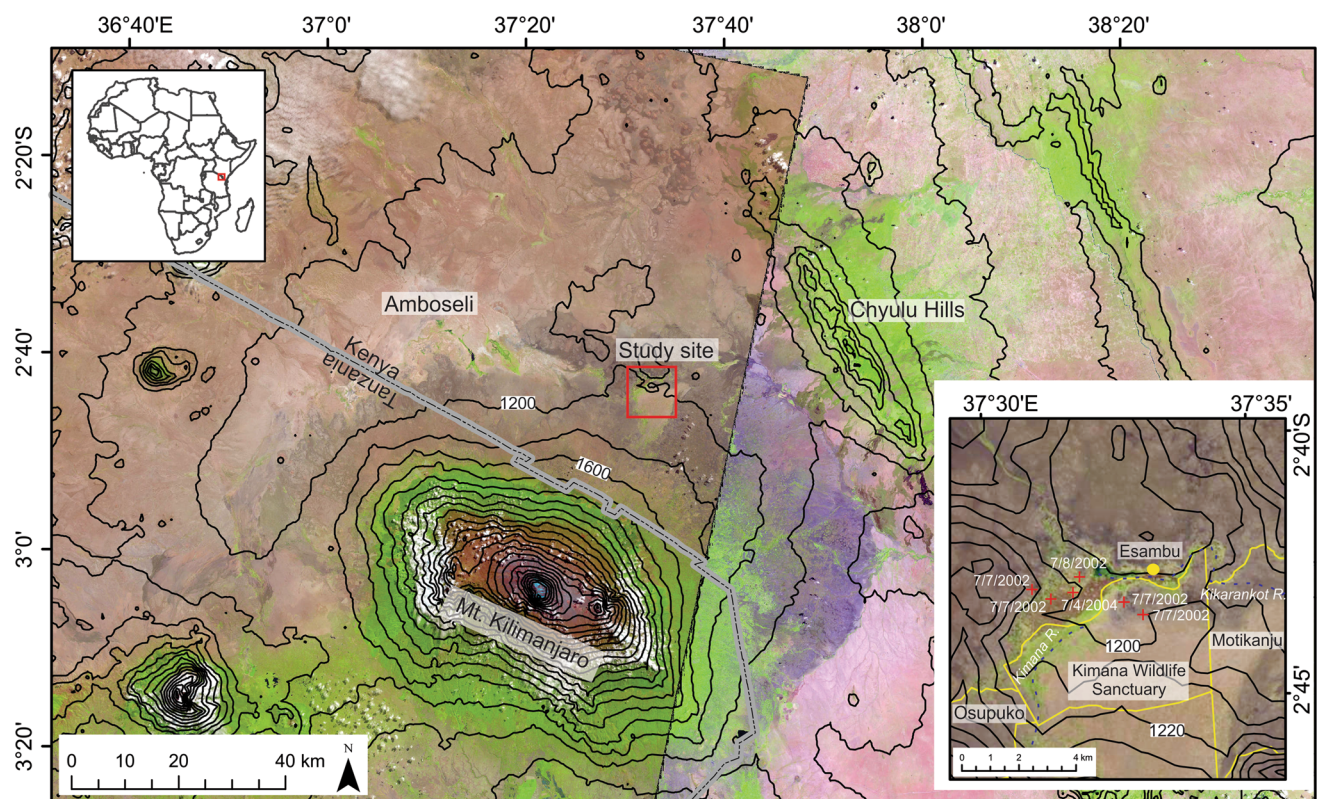 36°40'E
37°0'
37°20'
37°40'
38°0'
38°20'
2°20'S
2°40'
3°0'
3°20'
Amboseli
Chyulu Hills
Kenya
Tanzania
Study site
1200
1600
Mt. Kilimanjaro
0 10 20 40 km
N
37°30'E
37°35'
2°40'S
2°45'
Esambu
7/8/2002
7/7/2002
7/7/2002
7/4/2004
7/7/2002
7/7/2002
Kikarankot R.
Kimana R.
1200
Motikanju
Kimana Wildlife
Sanctuary
Osupuko
1220
0 1 2 4 km